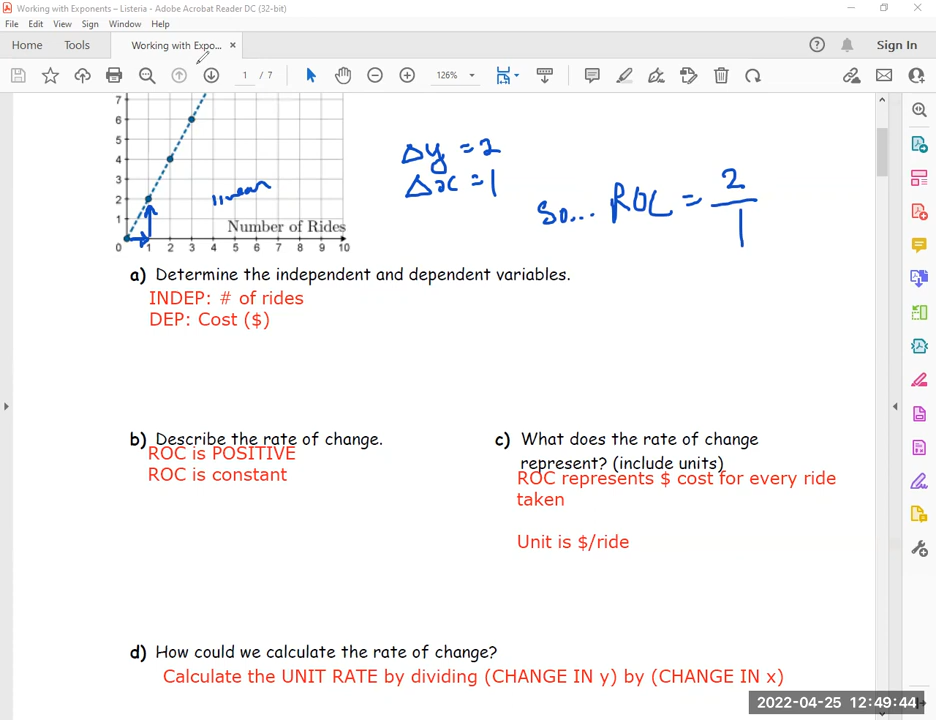 Working with Exponents – Listeria - Adobe Acrobat Reader DC (32-bit)
File Edit View Sign Window Help
Home Tools Working with Expo... × Sign In
1 / 7 126%
7
6
5
4
3
2
1
linear
Number of Rides
0 1 2 3 4 5 6 7 8 9 10
Δy = 2
Δx = 1
So... ROC = 2/1
a) Determine the independent and dependent variables.
INDEP: # of rides
DEP: Cost ($)
b) Describe the rate of change.
ROC is POSITIVE
ROC is constant
c) What does the rate of change
represent? (include units)
ROC represents $ cost for every ride
taken
Unit is $/ride
d) How could we calculate the rate of change?
Calculate the UNIT RATE by dividing (CHANGE IN y) by (CHANGE IN x)
2022-04-25 12:49:44